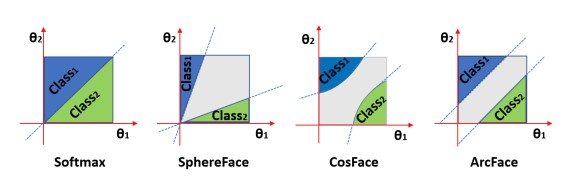 θ2
Class1
Class2
θ1
Softmax
θ2
Class1
Class2
θ1
SphereFace
θ2
Class1
Class2
θ1
CosFace
θ2
Class1
Class2
θ1
ArcFace